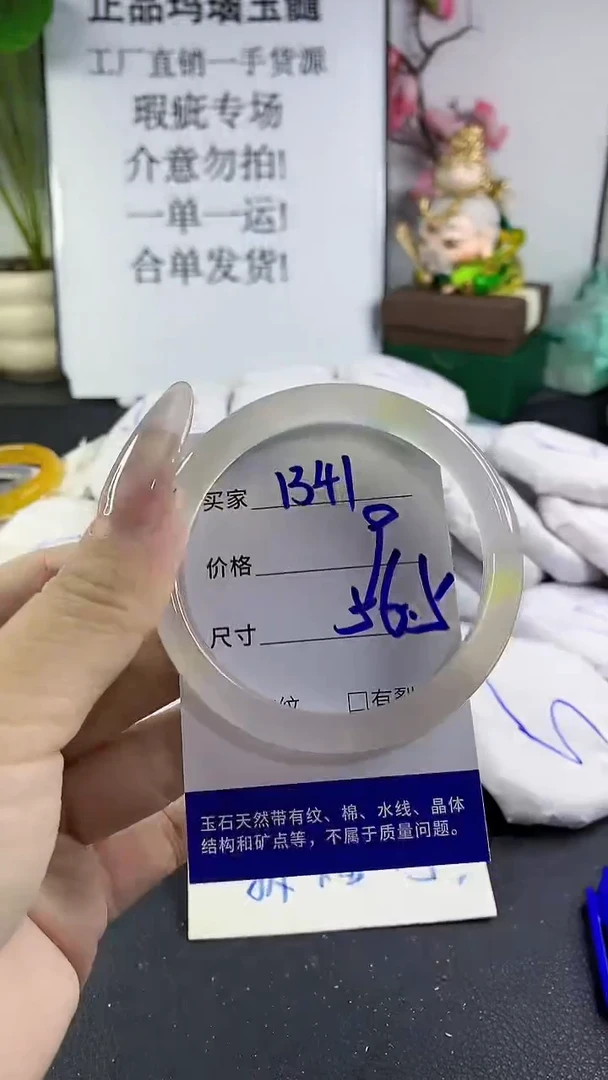 正品玛瑙玉髓
工厂直销一手货源
瑕疵专场
介意勿拍!
一单一运!
合单发货!
买家 1341
价格
尺寸 56.5
纹 □有裂
玉石天然带有纹、棉、水线、晶体
结构和矿点等，不属于质量问题。